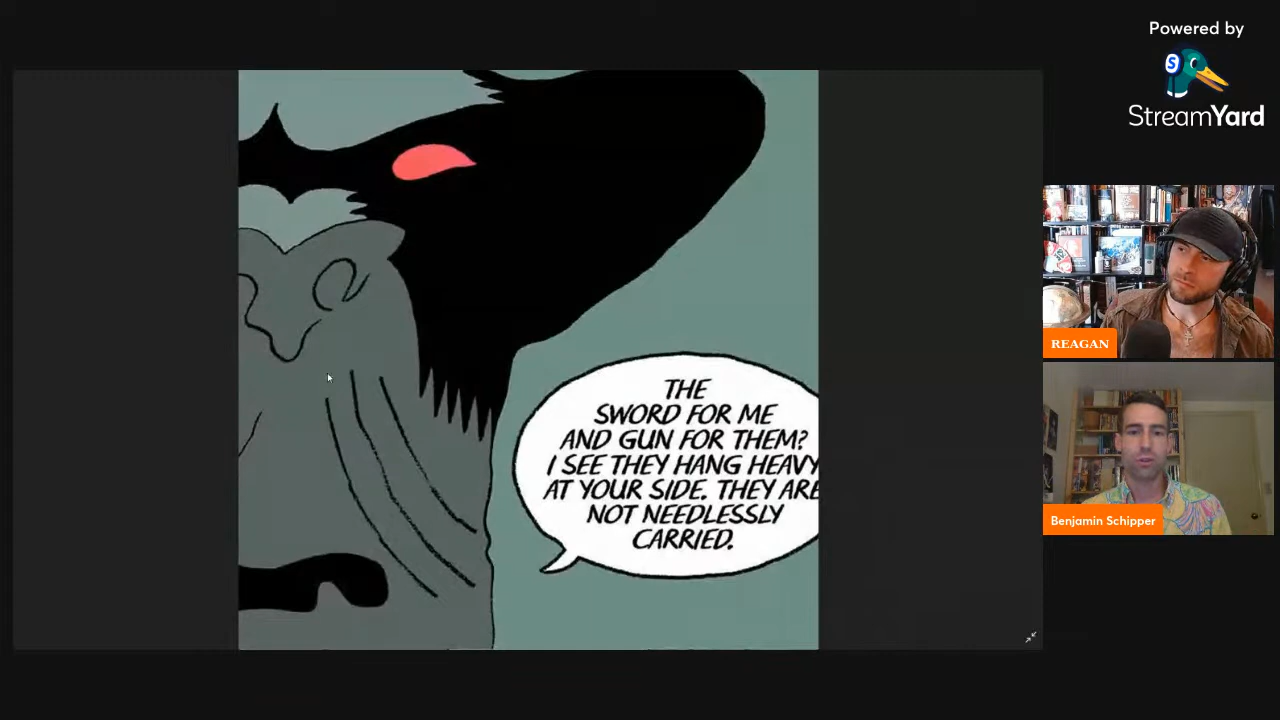 Powered by
StreamYard
THE
SWORD FOR ME
AND GUN FOR THEM?
I SEE THEY HANG HEAVY
AT YOUR SIDE. THEY ARE
NOT NEEDLESSLY
CARRIED.
REAGAN
Benjamin Schipper